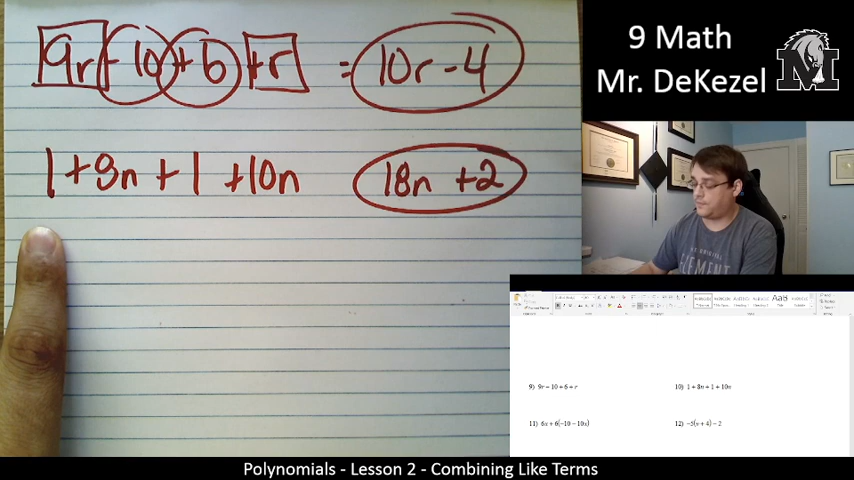 9r - 10 + 6 + r = 10r - 4
1 + 8n + 1 + 10n 18n + 2
9 Math
Mr. DeKezel
M
ELEMENT
9) 9r - 10 + 6 + r
10) 1 + 8n + 1 + 10n
11) 6x + 6(-10 - 10x)
12) -5(v + 4) - 2
Polynomials - Lesson 2 - Combining Like Terms